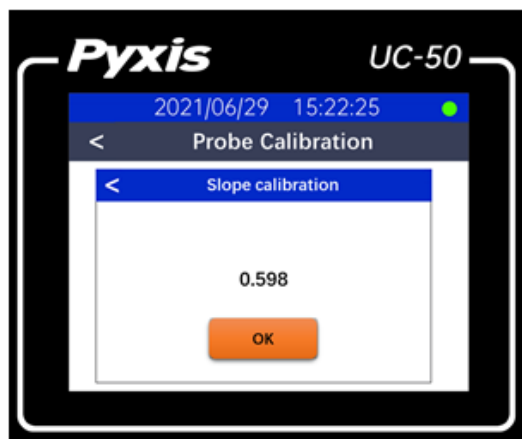 Pyxis UC-50
2021/06/29 15:22:25
< Probe Calibration
< Slope calibration
0.598
OK